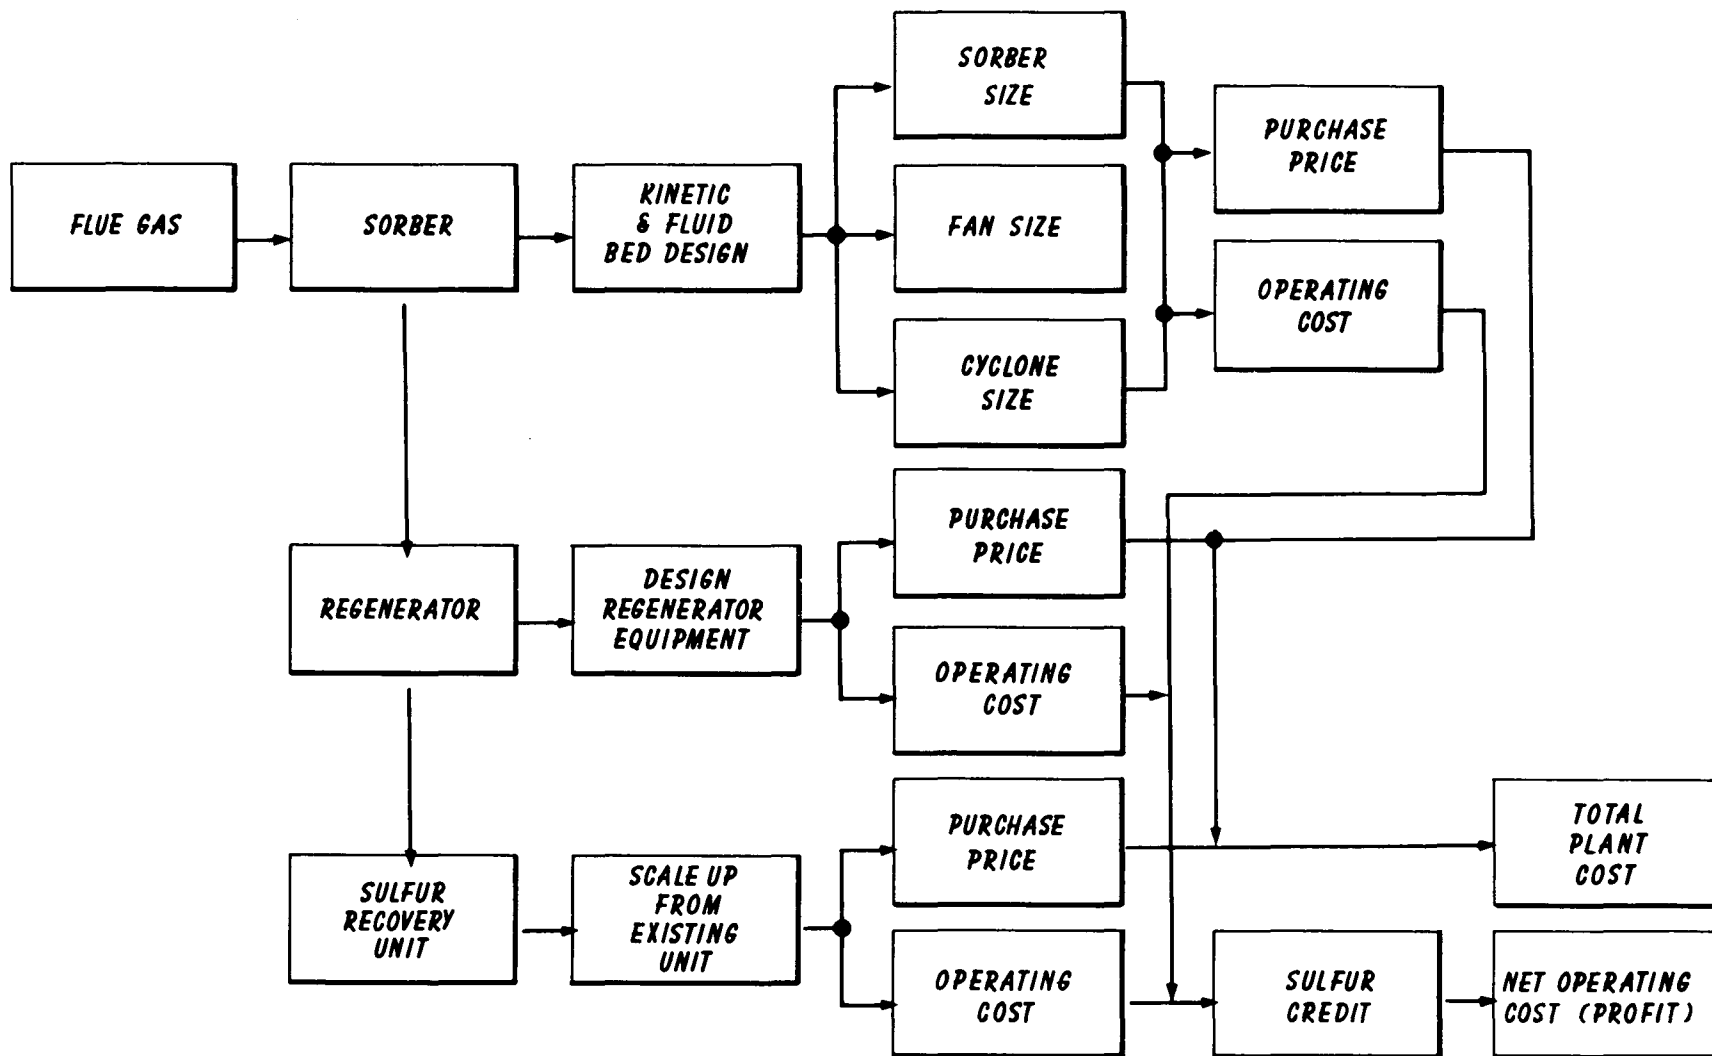 SORBER
SIZE
PURCHASE
PRICE
FLUE GAS
SORBER
KINETIC
& FLUID
BED DESIGN
FAN SIZE
OPERATING
COST
CYCLONE
SIZE
PURCHASE
PRICE
REGENERATOR
DESIGN
REGENERATOR
EQUIPMENT
OPERATING
COST
PURCHASE
PRICE
TOTAL
PLANT
COST
SULFUR
RECOVERY
UNIT
SCALE UP
FROM
EXISTING
UNIT
OPERATING
COST
SULFUR
CREDIT
NET OPERATING
COST (PROFIT)